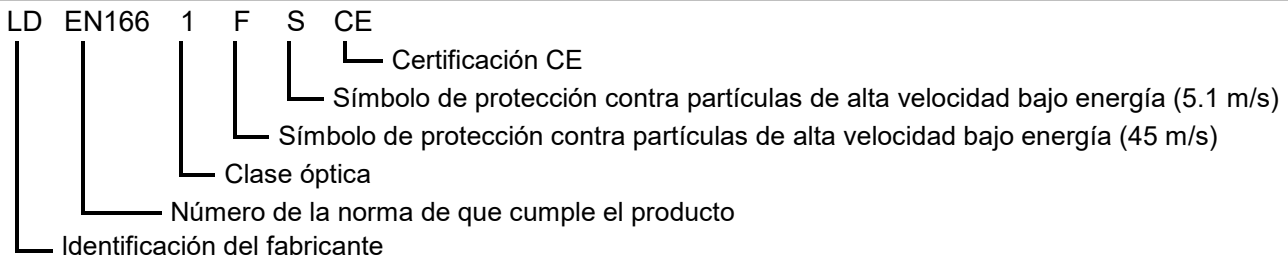 LD EN166 1 F S CE
Certificación CE
Símbolo de protección contra partículas de alta velocidad bajo energía (5.1 m/s)
Símbolo de protección contra partículas de alta velocidad bajo energía (45 m/s)
Clase óptica
Número de la norma de que cumple el producto
Identificación del fabricante